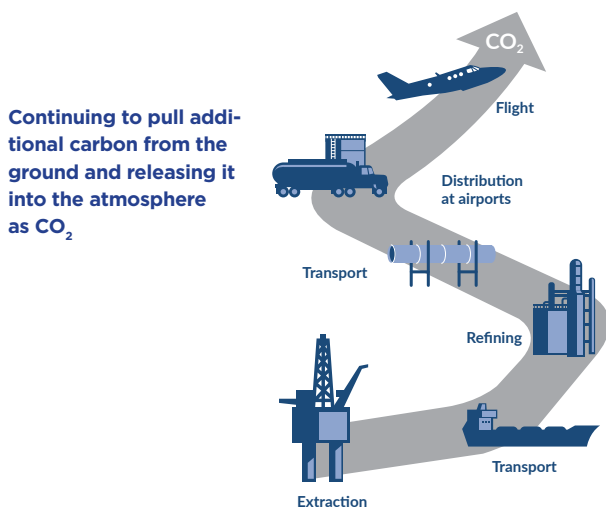 CO₂
Flight
Continuing to pull addi-
tional carbon from the
ground and releasing it
into the atmosphere
as CO₂
Distribution
at airports
Transport
Refining
Transport
Extraction